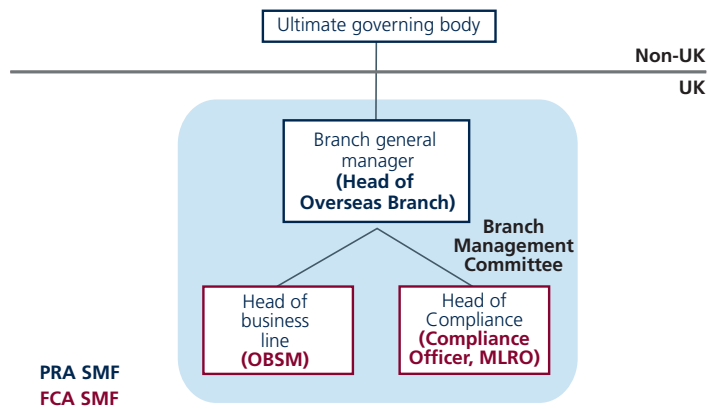 Ultimate governing body
Non-UK
UK
Branch general
manager
(Head of
Overseas Branch)
Branch
Management
Committee
Head of
business
line
(OBSM)
Head of
Compliance
(Compliance
Officer, MLRO)
PRA SMF
FCA SMF